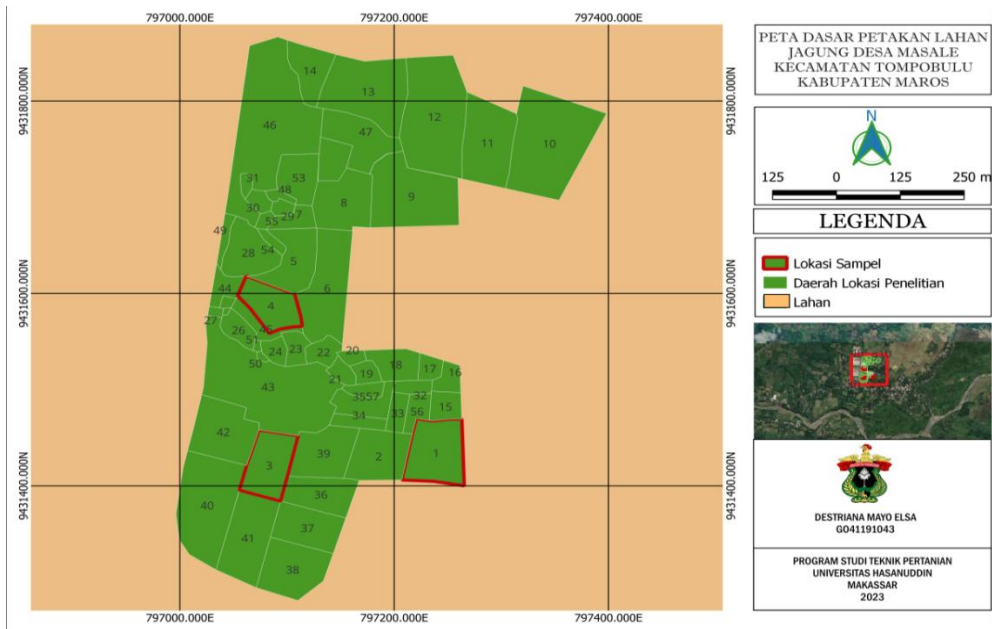 797000.000E 797200.000E 797400.000E
9431800.000N
9431600.000N
9431400.000N
14
13
12
46
47
11
10
31
53
48
9
8
30
29 7
55
49
54
28
5
44
6
4
27
26
45
51
24
23
22
20
50
18
17
16
19
43
21
35 57
32
15
34
33
56
42
39
2
1
3
36
40
37
41
38
9431800.000N
9431600.000N
9431400.000N
797000.000E 797200.000E 797400.000E
PETA DASAR PETAKAN LAHAN
JAGUNG DESA MASALE
KECAMATAN TOMPOBULU
KABUPATEN MAROS
N
125 0 125 250 m
LEGENDA
Lokasi Sampel
Daerah Lokasi Penelitian
Lahan
DESTRIANA MAYO ELSA
G041191043
PROGRAM STUDI TEKNIK PERTANIAN
UNIVERSITAS HASANUDDIN
MAKASSAR
2023